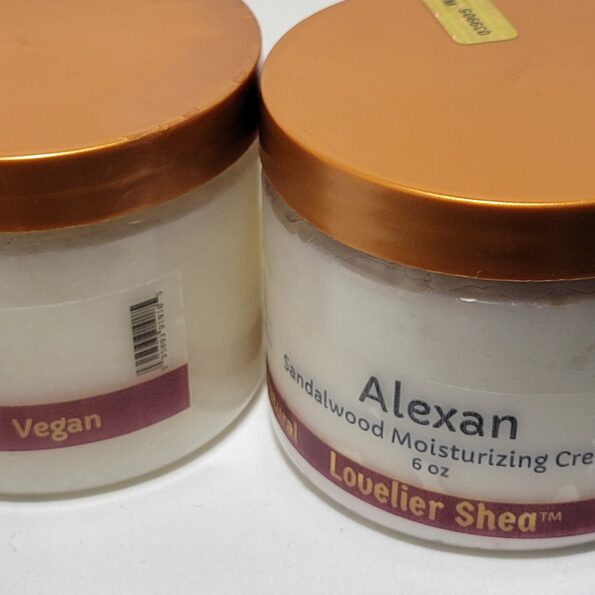 Vegan
Alexan
Sandalwood Moisturizing Cre
6 oz
Lovelier Shea™